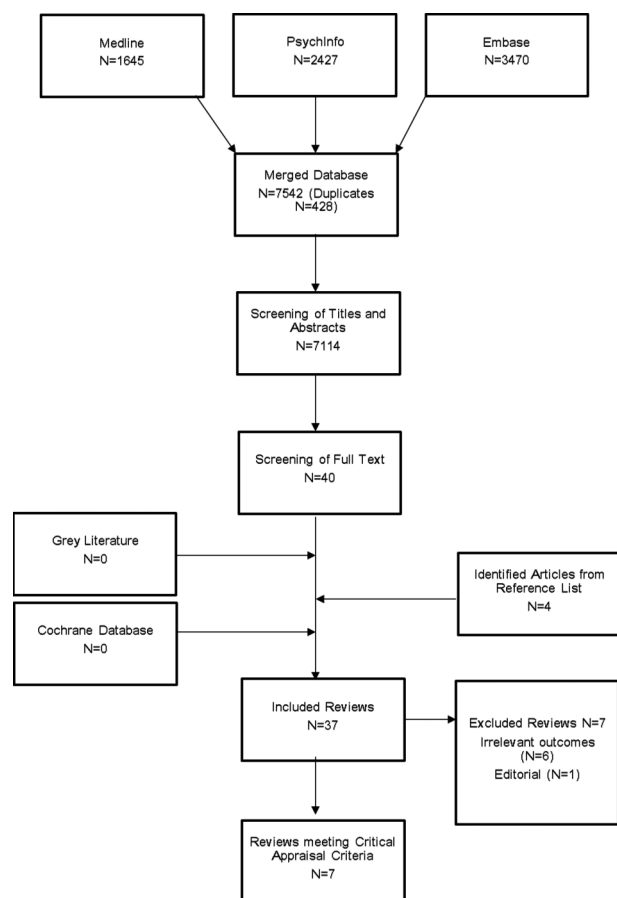 Medline
N=1645
PsychInfo
N=2427
Embase
N=3470
Merged Database
N=7542 (Duplicates
N=428)
Screening of Titles and
Abstracts
N=7114
Screening of Full Text
N=40
Grey Literature
N=0
Identified Articles from
Reference List
N=4
Cochrane Database
N=0
Included Reviews
N=37
Excluded Reviews N=7
Irrelevant outcomes
(N=6)
Editorial (N=1)
Reviews meeting Critical
Appraisal Criteria
N=7